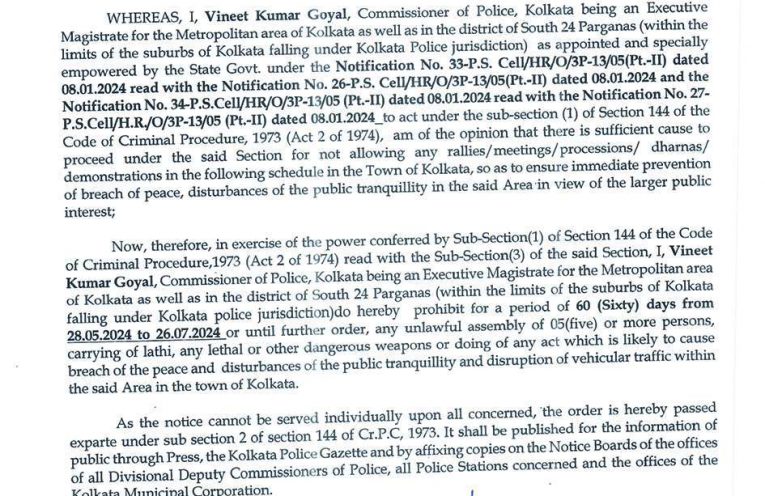 WHEREAS, I, Vineet Kumar Goyal, Commissioner of Police, Kolkata being an Executive
Magistrate for the Metropolitan area of Kolkata as well as in the district of South 24 Parganas (within the
limits of the suburbs of Kolkata falling under Kolkata Police jurisdiction) as appointed and specially
empowered by the State Govt. under the Notification No. 33-P.S. Cell/HR/O/3P-13/05(Pt.-II) dated
08.01.2024 read with the Notification No. 26-P.S. Cell/HR/O/3P-13/05(Pt.-II) dated 08.01.2024 and the
Notification No. 34-P.S.Cell/HR/O/3P-13/05 (Pt.-II) dated 08.01.2024 read with the Notification No. 27-
P.S.Cell/H.R./O/3P-13/05 (Pt.-II) dated 08.01.2024_to act under the sub-section (1) of Section 144 of the
Code of Criminal Procedure, 1973 (Act 2 of 1974), am of the opinion that there is sufficient cause to
proceed under the said Section for not allowing any rallies/meetings/processions/ dharnas/
demonstrations in the following schedule in the Town of Kolkata, so as to ensure immediate prevention
of breach of peace, disturbances of the public tranquillity in the said Area in view of the larger public
interest;
Now, therefore, in exercise of the power conferred by Sub-Section(1) of Section 144 of the Code
of Criminal Procedure,1973 (Act 2 of 1974) read with the Sub-Section(3) of the said Section, I, Vineet
Kumar Goyal, Commissioner of Police, Kolkata being an Executive Magistrate for the Metropolitan area
of Kolkata as well as in the district of South 24 Parganas (within the limits of the suburbs of Kolkata
falling under Kolkata police jurisdiction)do hereby prohibit for a period of 60 (Sixty) days from
28.05.2024 to 26.07.2024 or until further order, any unlawful assembly of 05(five) or more persons,
carrying of lathi, any lethal or other dangerous weapons or doing of any act which is likely to cause
breach of the peace and disturbances of the public tranquillity and disruption of vehicular traffic within
the said Area in the town of Kolkata.
As the notice cannot be served individually upon all concerned, the order is hereby passed
exparte under sub section 2 of section 144 of Cr.P.C, 1973. It shall be published for the information of
public through Press, the Kolkata Police Gazette and by affixing copies on the Notice Boards of the offices
of all Divisional Deputy Commissioners of Police, all Police Stations concerned and the offices of the
Kolkata Municipal Corporation.